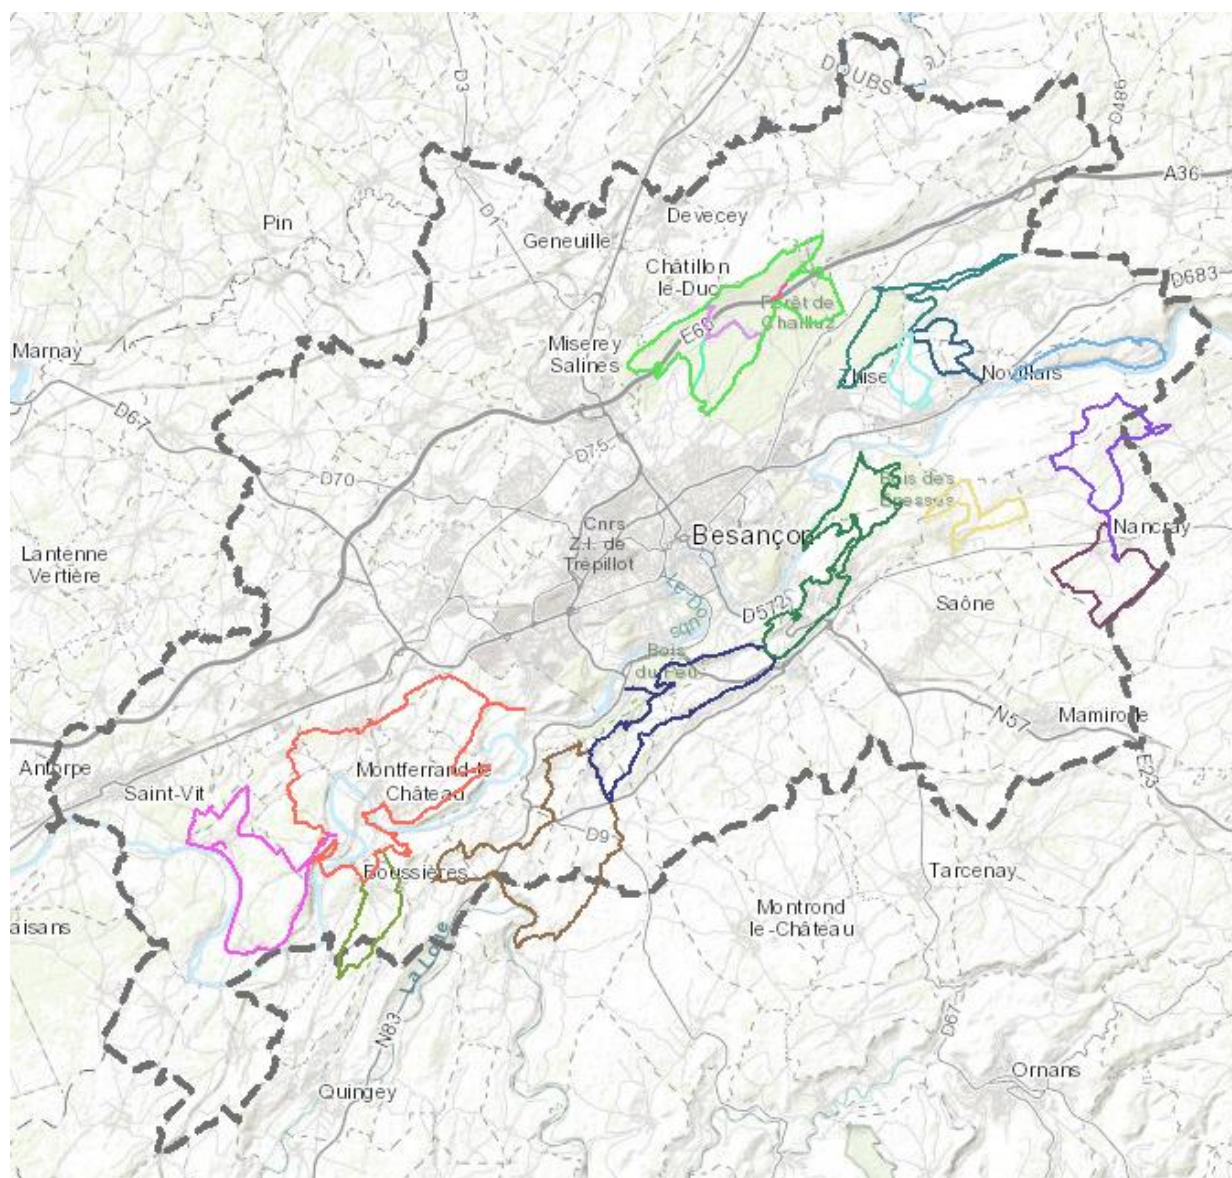 DOUBS
D3
D486
A36
Pin
D1
Devecey
Geneuille
Châtillon
le-Duc
D683
Forêt de
Chailluz
Marnay
Miserey
Salines
Thise
Novillars
D67
D75
D70
Bois des
Besançon
Nancray
Cnrs
Z.I. de
Trépillot
Lantenne
Vertière
Le Do
ubs
D572
Saône
Bois
du Peu
N57
Mamirolle
Antorpe
Saint-Vit
Montferrand-le
Château
E23
D9
Boussières
Tarcenay
aisans
Montrond
le-Château
La Loue
N83
D67
Quingey
Ornans